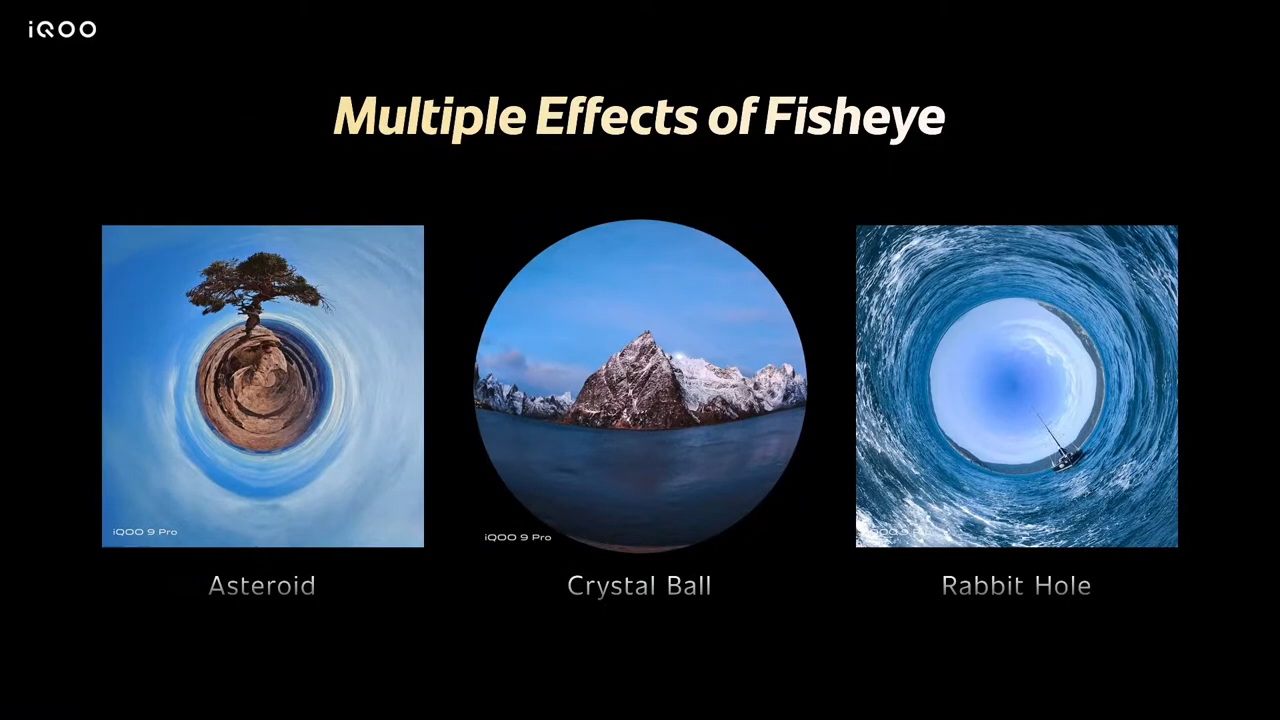 iQOO
Multiple Effects of Fisheye
iQOO 9 Pro
iQOO 9 Pro
Asteroid
Crystal Ball
Rabbit Hole